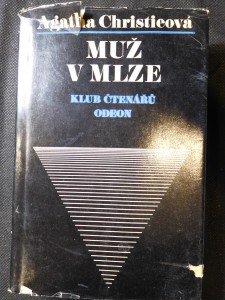 Agatha Christieová
MUŽ
V MLZE
KLUB ČTENÁŘŮ
ODEON